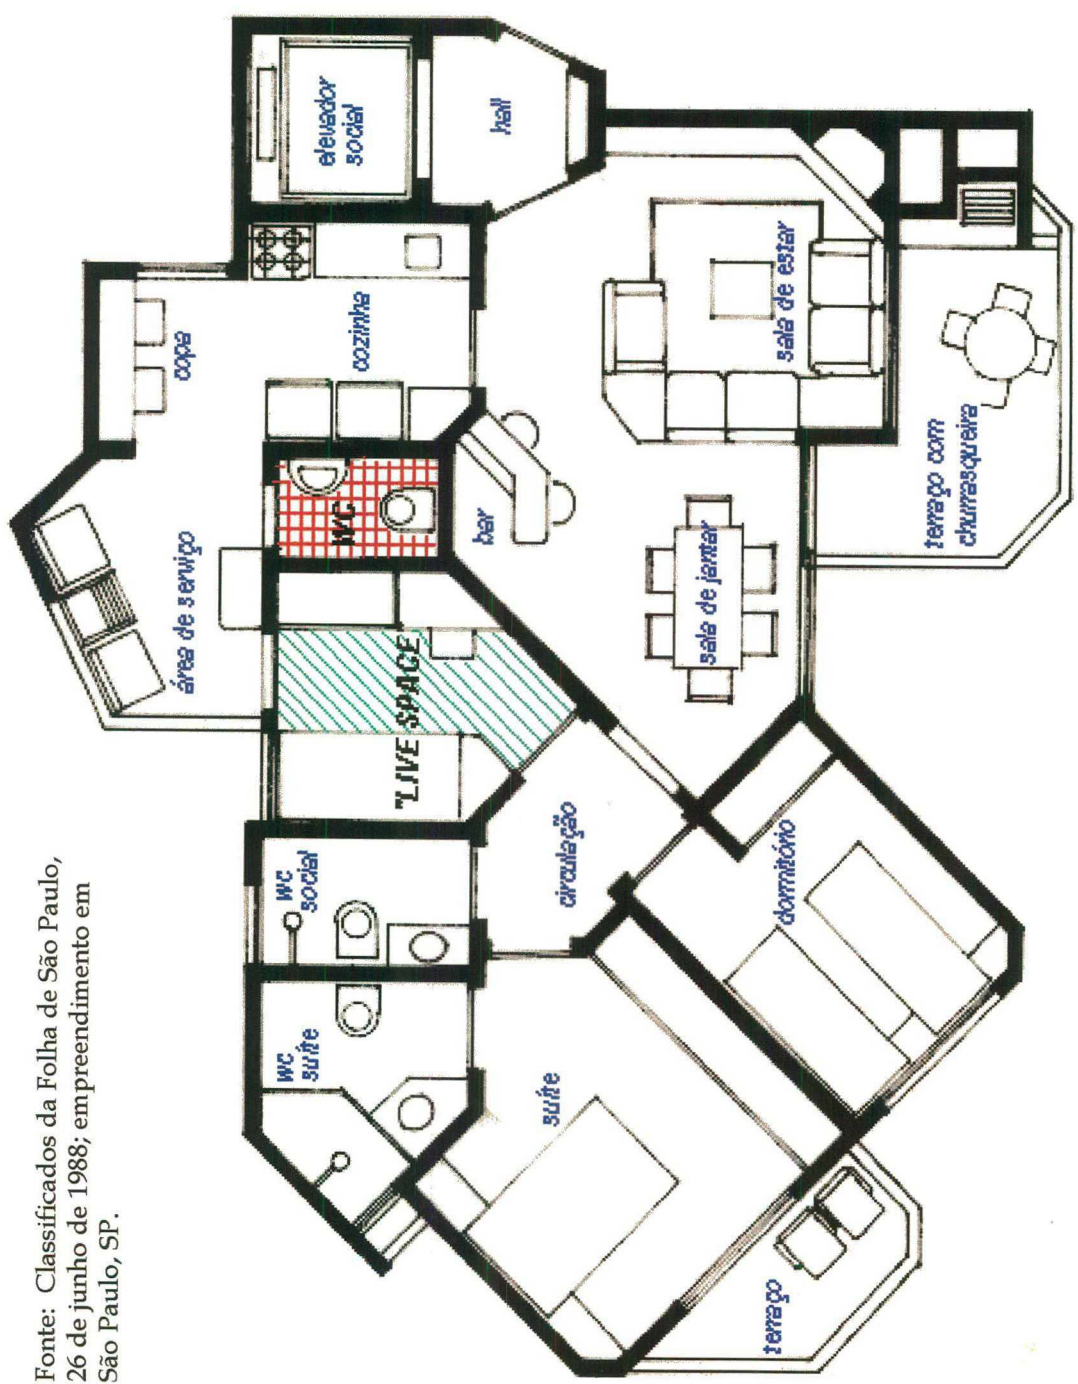 Fonte: Classificados da Folha de São Paulo,
26 de junho de 1988; empreendimento em
São Paulo, SP.
wc
suíte
wc
social
"LIVE SPACE"
área de serviço
WC
copa
cozinha
elevador
social
hall
suíte
circulação
bar
terraço
dormitório
sala de jantar
sala de estar
terraço com
churrasqueira